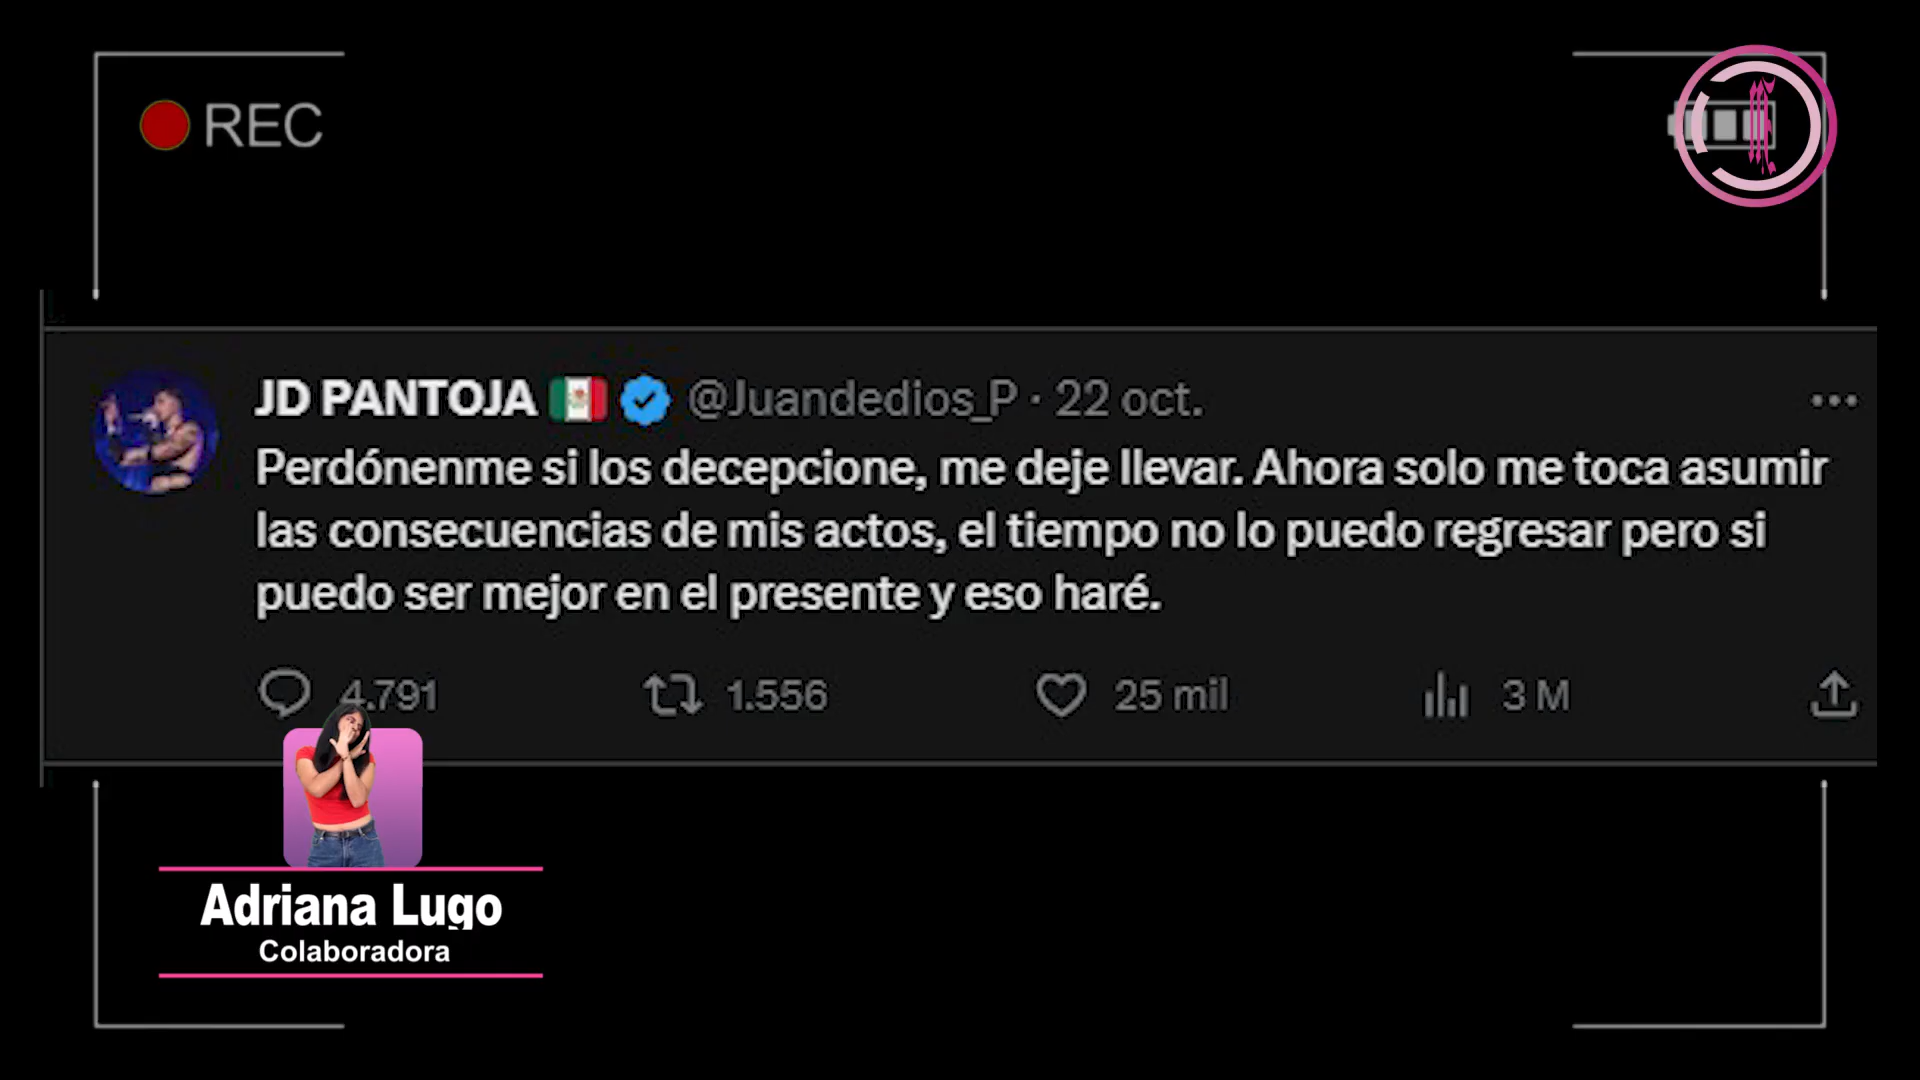 REC
JD PANTOJA @Juandedios_P · 22 oct.
Perdónenme si los decepcione, me deje llevar. Ahora solo me toca asumir
las consecuencias de mis actos, el tiempo no lo puedo regresar pero si
puedo ser mejor en el presente y eso haré.
4.791 1.556 25 mil 3 M
Adriana Lugo
Colaboradora